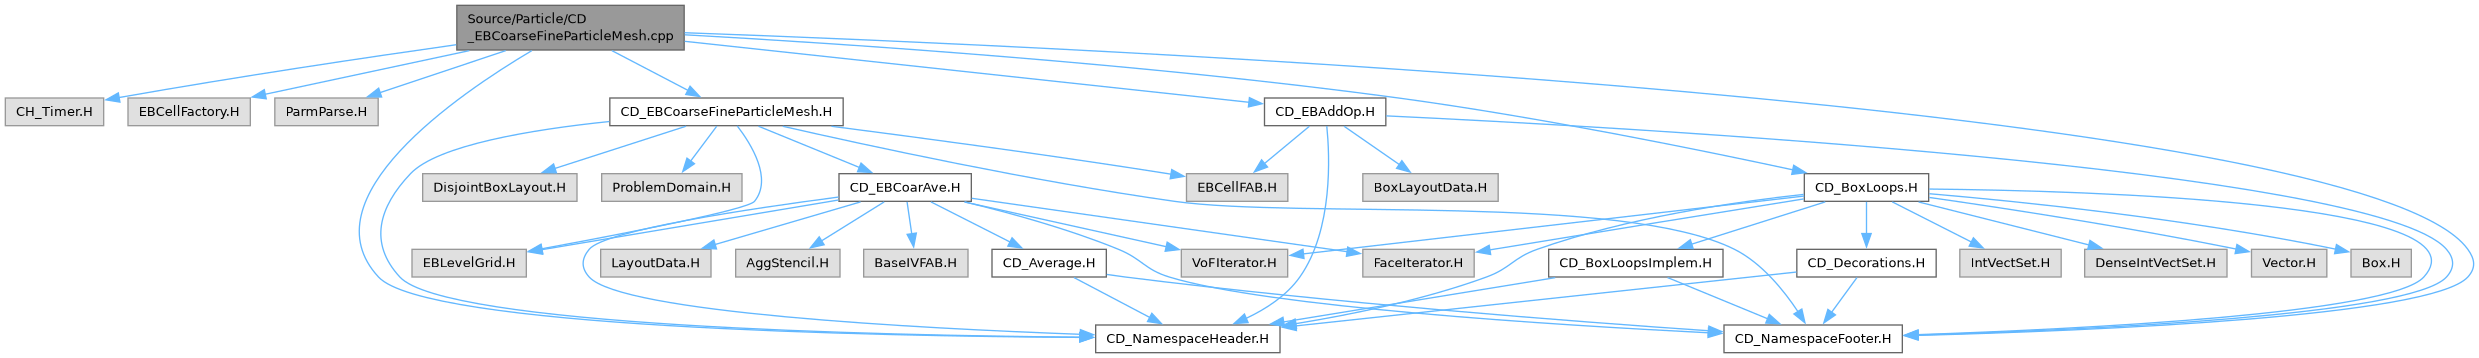 Source/Particle/CD
_EBCoarseFineParticleMesh.cpp
CH_Timer.H
EBCellFactory.H
ParmParse.H
CD_EBCoarseFineParticleMesh.H
CD_EBAddOp.H
DisjointBoxLayout.H
ProblemDomain.H
CD_EBCoarAve.H
EBCellFAB.H
BoxLayoutData.H
CD_BoxLoops.H
EBLevelGrid.H
LayoutData.H
AggStencil.H
BaseIVFAB.H
CD_Average.H
VoFIterator.H
FaceIterator.H
CD_BoxLoopsImplem.H
CD_Decorations.H
IntVectSet.H
DenseIntVectSet.H
Vector.H
Box.H
CD_NamespaceHeader.H
CD_NamespaceFooter.H